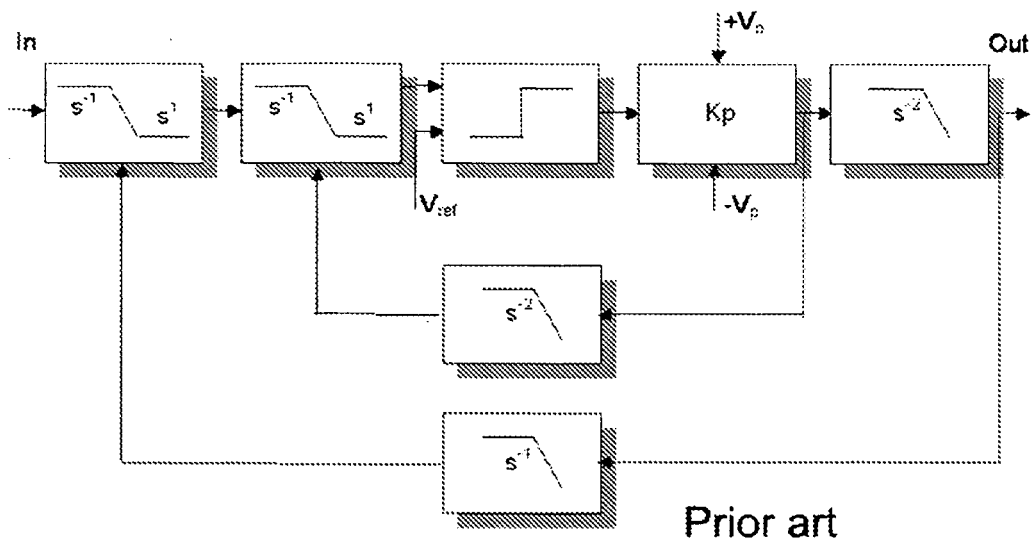 In
Out
+Vp
s⁻¹ s¹
s⁻¹ s¹
Kp
s⁻²
Vref
-Vp
s⁻²
s⁻¹
Prior art